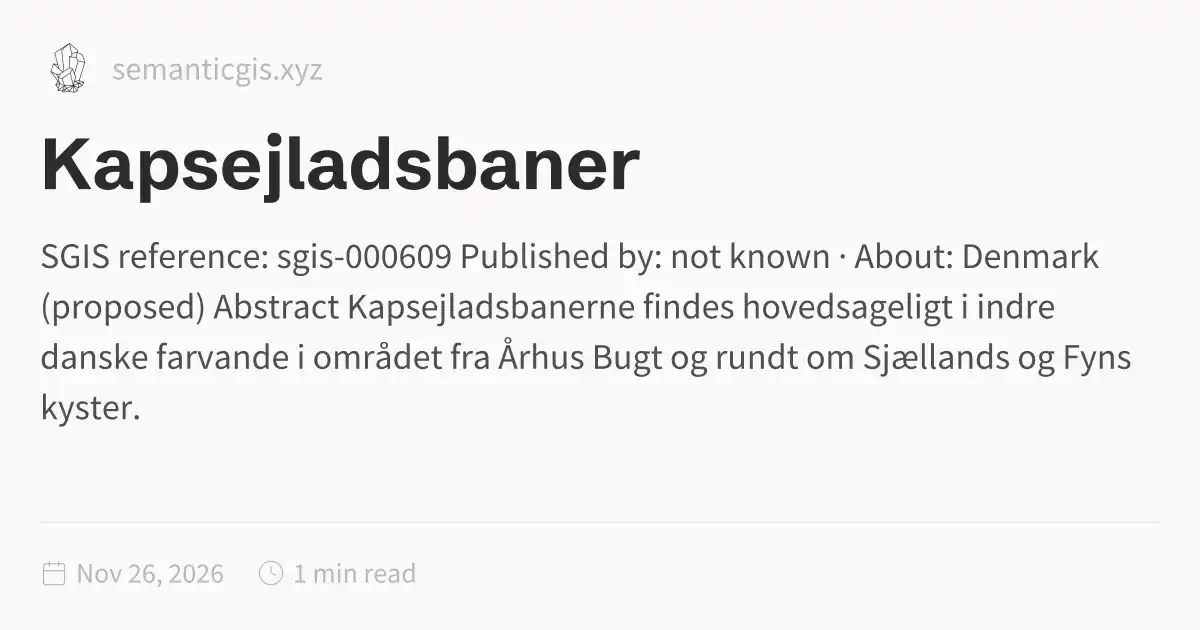 semanticgis.xyz
Kapsejladsbaner
SGIS reference: sgis-000609 Published by: not known · About: Denmark
(proposed) Abstract Kapsejladsbanerne findes hovedsageligt i indre
danske farvande i området fra Århus Bugt og rundt om Sjællands og Fyns
kyster.
Nov 26, 2026 1 min read